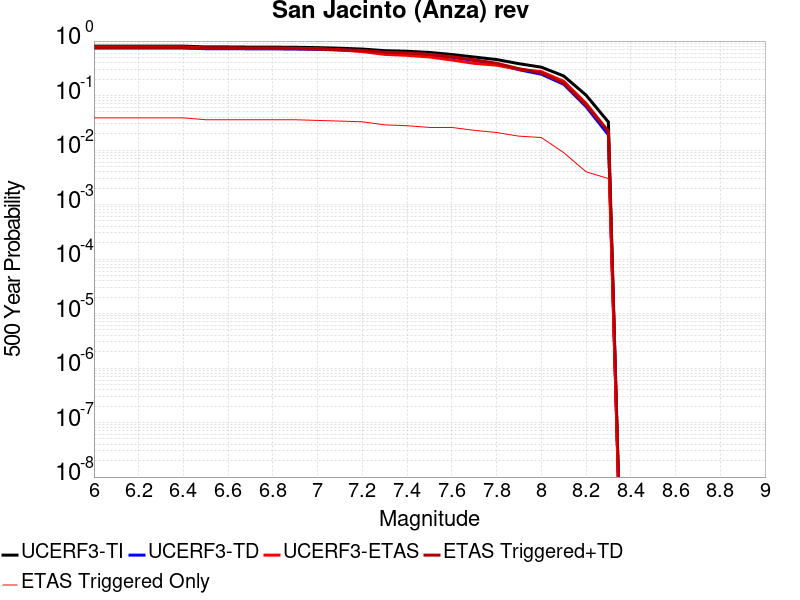 San Jacinto (Anza) rev
10^0
10^-1
10^-2
10^-3
10^-4
10^-5
10^-6
10^-7
10^-8
500 Year Probability
6 6.2 6.4 6.6 6.8 7 7.2 7.4 7.6 7.8 8 8.2 8.4 8.6 8.8 9
Magnitude
UCERF3-TI UCERF3-TD UCERF3-ETAS ETAS Triggered+TD
ETAS Triggered Only